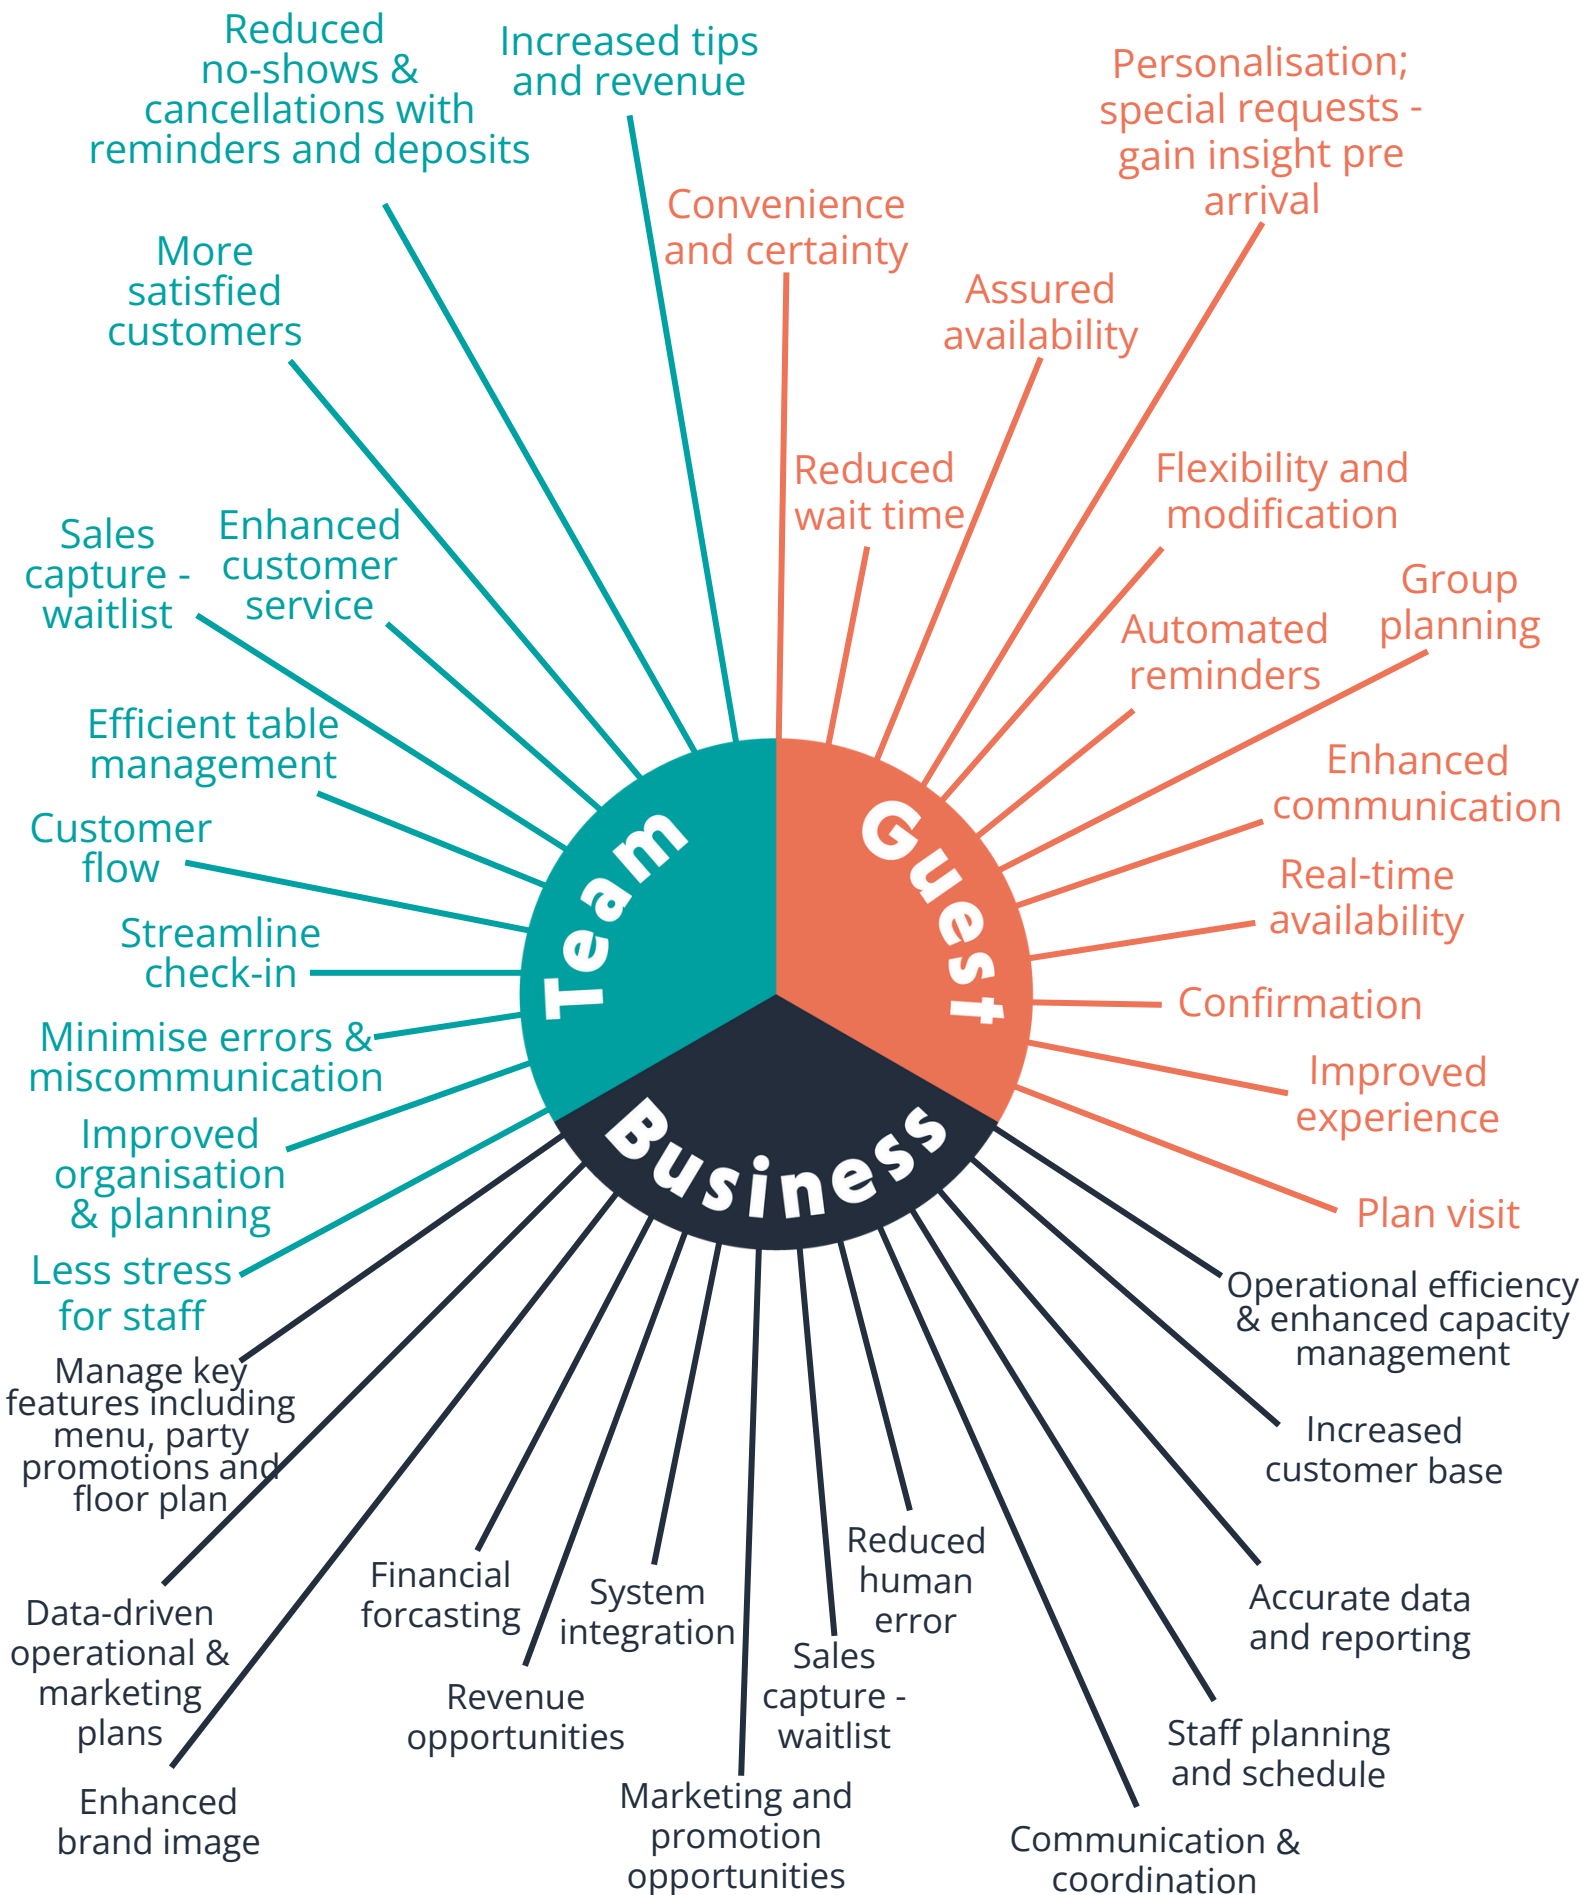 Reduced
no-shows &
cancellations with
reminders and deposits
Increased tips
and revenue
More
satisfied
customers
Sales
capture -
waitlist
Enhanced
customer
service
Efficient table
management
Customer
flow
Streamline
check-in
Minimise errors &
miscommunication
Improved
organisation
& planning
Less stress
for staff
Convenience
and certainty
Personalisation;
special requests -
gain insight pre
arrival
Assured
availability
Reduced
wait time
Flexibility and
modification
Group
planning
Automated
reminders
Enhanced
communication
Real-time
availability
Confirmation
Improved
experience
Plan visit
Team
Guest
Business
Manage key
features including
menu, party
promotions and
floor plan
Data-driven
operational &
marketing
plans
Enhanced
brand image
Financial
forcasting
Revenue
opportunities
System
integration
Marketing and
promotion
opportunities
Sales
capture -
waitlist
Reduced
human
error
Communication &
coordination
Staff planning
and schedule
Accurate data
and reporting
Increased
customer base
Operational efficiency
& enhanced capacity
management